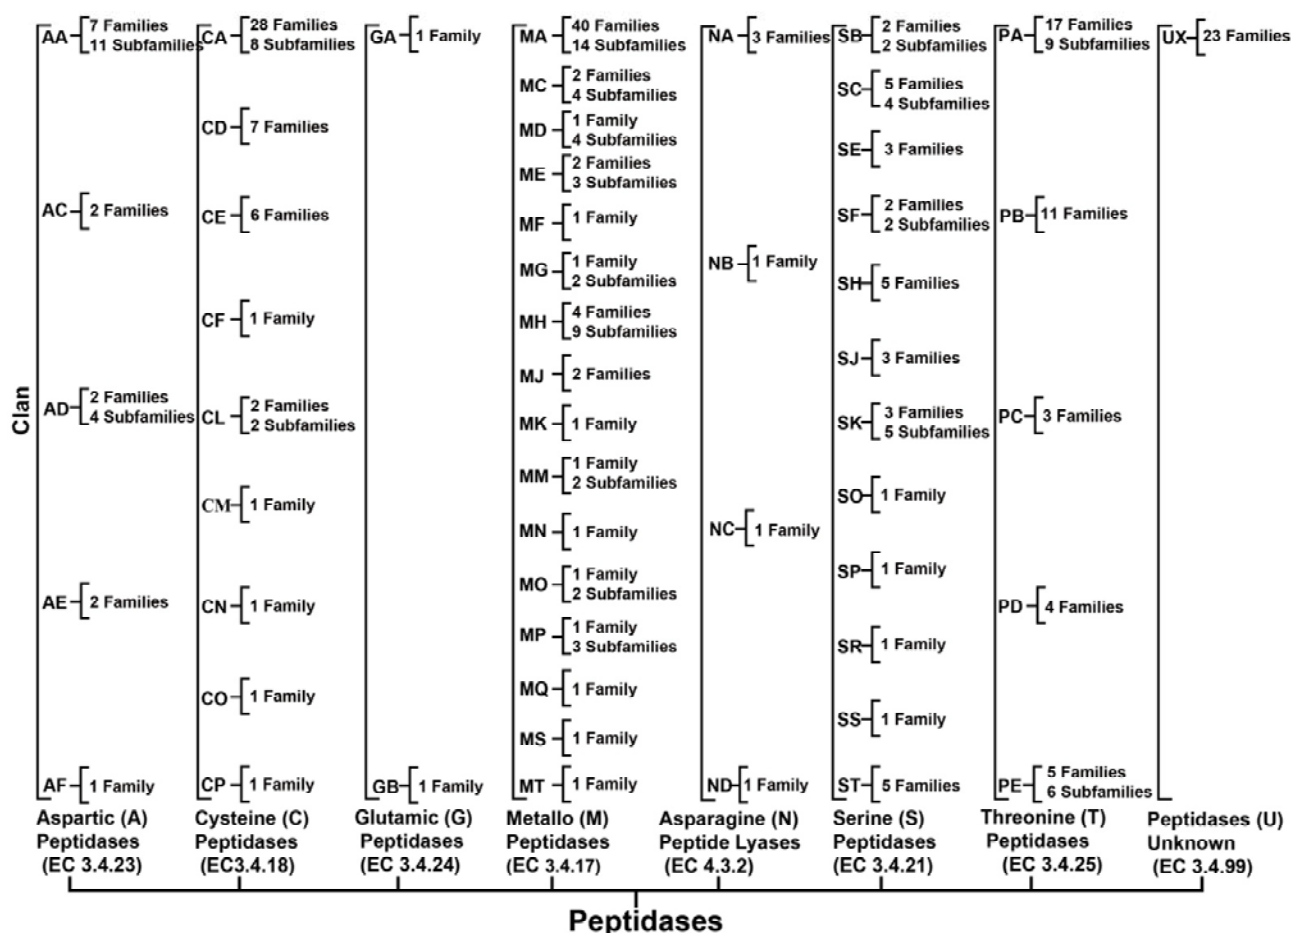 Clan
AA
7 Families
11 Subfamilies
AC
2 Families
AD
2 Families
4 Subfamilies
AE
2 Families
AF
1 Family
Aspartic (A)
Peptidases
(EC 3.4.23)
CA
28 Families
8 Subfamilies
CD
7 Families
CE
6 Families
CF
1 Family
CL
2 Families
2 Subfamilies
CM
1 Family
CN
1 Family
CO
1 Family
CP
1 Family
Cysteine (C)
Peptidases
(EC3.4.18)
GA
1 Family
GB
1 Family
Glutamic (G)
Peptidases
(EC 3.4.24)
MA
40 Families
14 Subfamilies
MC
2 Families
4 Subfamilies
MD
1 Family
4 Subfamilies
ME
2 Families
3 Subfamilies
MF
1 Family
MG
1 Family
2 Subfamilies
MH
4 Families
9 Subfamilies
MJ
2 Families
MK
1 Family
MM
1 Family
2 Subfamilies
MN
1 Family
MO
1 Family
2 Subfamilies
MP
1 Family
3 Subfamilies
MQ
1 Family
MS
1 Family
MT
1 Family
Metallo (M)
Peptidases
(EC 3.4.17)
NA
3 Families
NB
1 Family
NC
1 Family
ND
1 Family
Asparagine (N)
Peptide Lyases
(EC 4.3.2)
SB
2 Families
2 Subfamilies
SC
5 Families
4 Subfamilies
SE
3 Families
SF
2 Families
2 Subfamilies
SH
5 Families
SJ
3 Families
SK
3 Families
5 Subfamilies
SO
1 Family
SP
1 Family
SR
1 Family
SS
1 Family
ST
5 Families
Serine (S)
Peptidases
(EC 3.4.21)
PA
17 Families
9 Subfamilies
PB
11 Families
PC
3 Families
PD
4 Families
PE
5 Families
6 Subfamilies
Threonine (T)
Peptidases
(EC 3.4.25)
UX
23 Families
Peptidases (U)
Unknown
(EC 3.4.99)
Peptidases